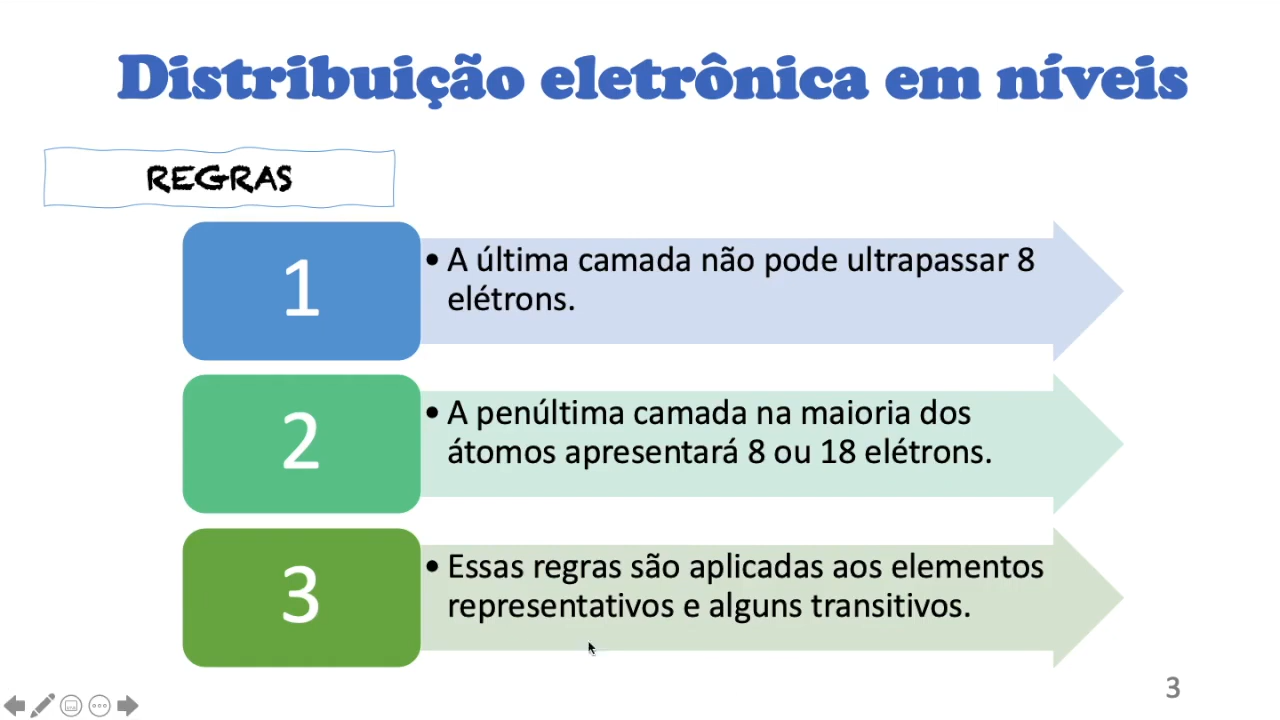 Distribuição eletrônica em níveis
REGRAS
1
• A última camada não pode ultrapassar 8
elétrons.
2
• A penúltima camada na maioria dos
átomos apresentará 8 ou 18 elétrons.
3
• Essas regras são aplicadas aos elementos
representativos e alguns transitivos.
3